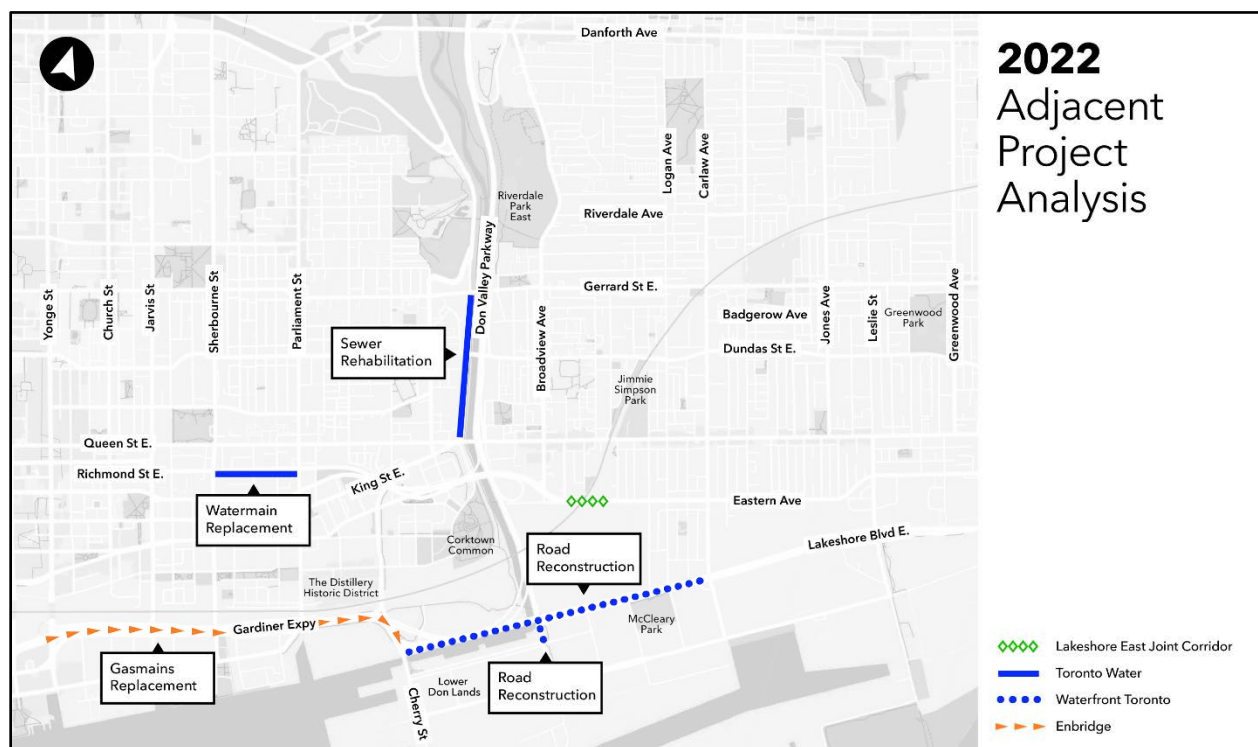 2022
Adjacent
Project
Analysis
Danforth Ave
Logan Ave
Carlaw Ave
Riverdale
Park
East
Riverdale Ave
Don Valley Parkway
Yonge St
Church St
Jarvis St
Sherbourne St
Parliament St
Gerrard St E.
Badgerow Ave
Jones Ave
Leslie St
Greenwood
Park
Greenwood Ave
Sewer
Rehabilitation
Broadview Ave
Dundas St E.
Jimmie
Simpson
Park
Queen St E.
Richmond St E.
King St E.
Watermain
Replacement
Eastern Ave
Corktown
Common
Road
Reconstruction
Lakeshore Blvd E.
The Distillery
Historic District
Gardiner Expy
McCleary
Park
Gasmains
Replacement
Lower
Don Lands
Road
Reconstruction
Cherry St
Lakeshore East Joint Corridor
Toronto Water
Waterfront Toronto
Enbridge